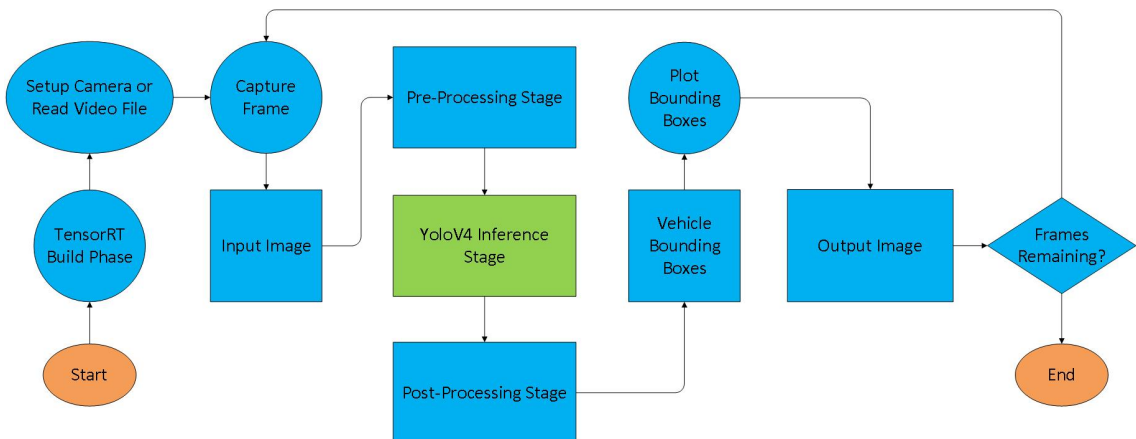 Setup Camera or
Read Video File
Capture
Frame
Pre-Processing Stage
Plot
Bounding
Boxes
TensorRT
Build Phase
Input Image
YoloV4 Inference
Stage
Vehicle
Bounding
Boxes
Output Image
Frames
Remaining?
Start
Post-Processing Stage
End